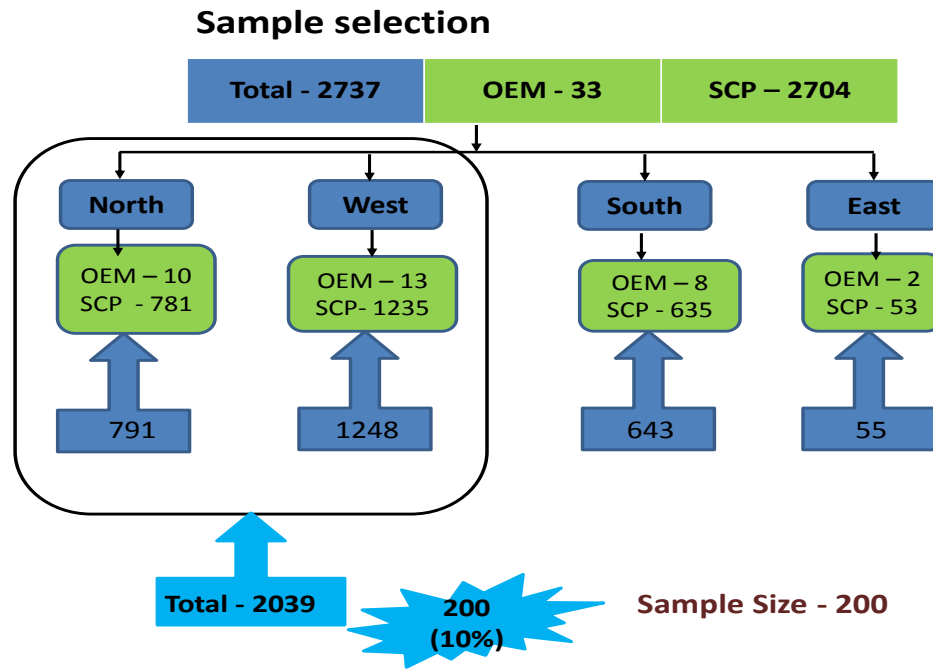 Sample selection
Total - 2737
OEM - 33
SCP – 2704
North
West
South
East
OEM – 10
SCP - 781
OEM – 13
SCP- 1235
OEM – 8
SCP - 635
OEM – 2
SCP - 53
791
1248
643
55
Total - 2039
200
(10%)
Sample Size - 200